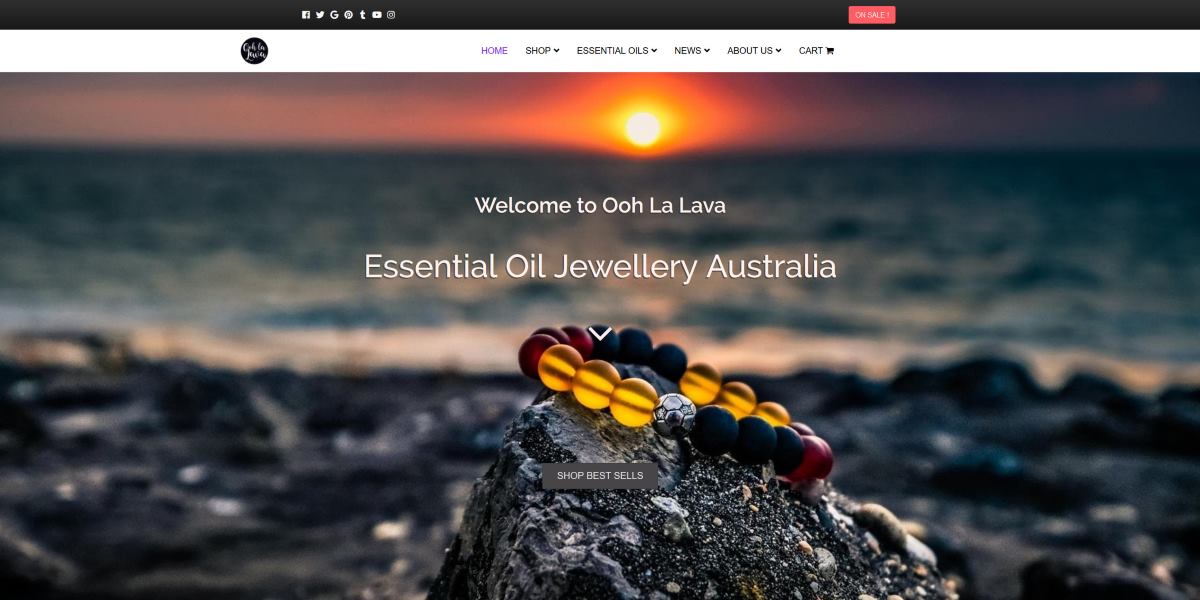 ON SALE !
Ooh la
Lava
HOME SHOP ESSENTIAL OILS NEWS ABOUT US CART
Welcome to Ooh La Lava
Essential Oil Jewellery Australia
SHOP BEST SELLS